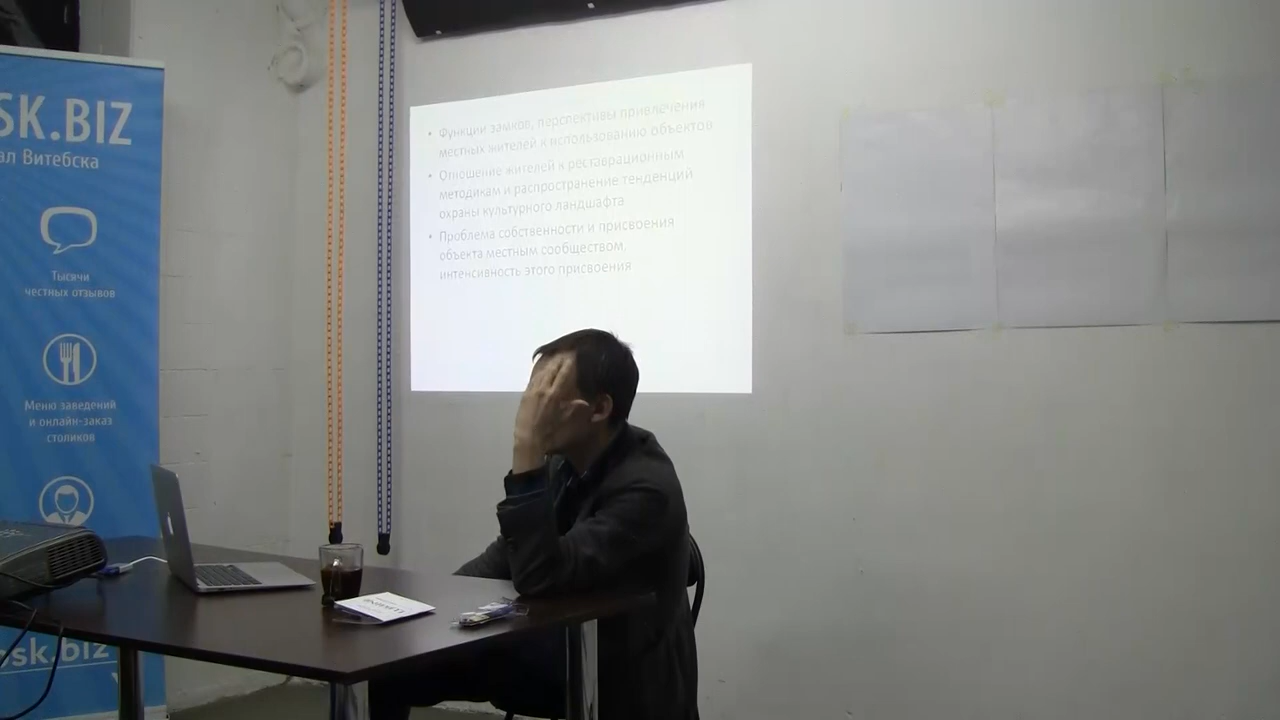 SK.BIZ
ал Витебска
Тысячи
честных отзывов
Меню заведений
и онлайн-заказ
столиков
sk.biz
• Функции замков, перспективы привлечения
местных жителей к использованию объектов
• Отношение жителей к реставрационным
методикам и распространение тенденций
охраны культурного ландшафта
• Проблема собственности и присвоения
объекта местным сообществом,
интенсивность этого присвоения